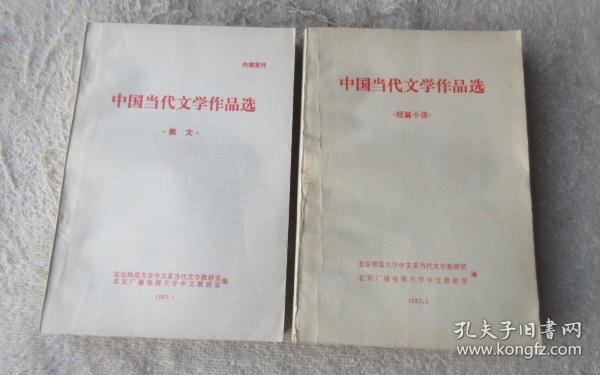 内部发行
中国当代文学作品选
·散文·
北京师范大学中文系当代文学教研室
北京广播电视大学中文教研室
编
1983.1
中国当代文学作品选
·短篇小说·
北京师范大学中文系当代文学教研室
北京广播电视大学中文教研室
编
1983.1
孔夫子旧书网
www.kongfz.com